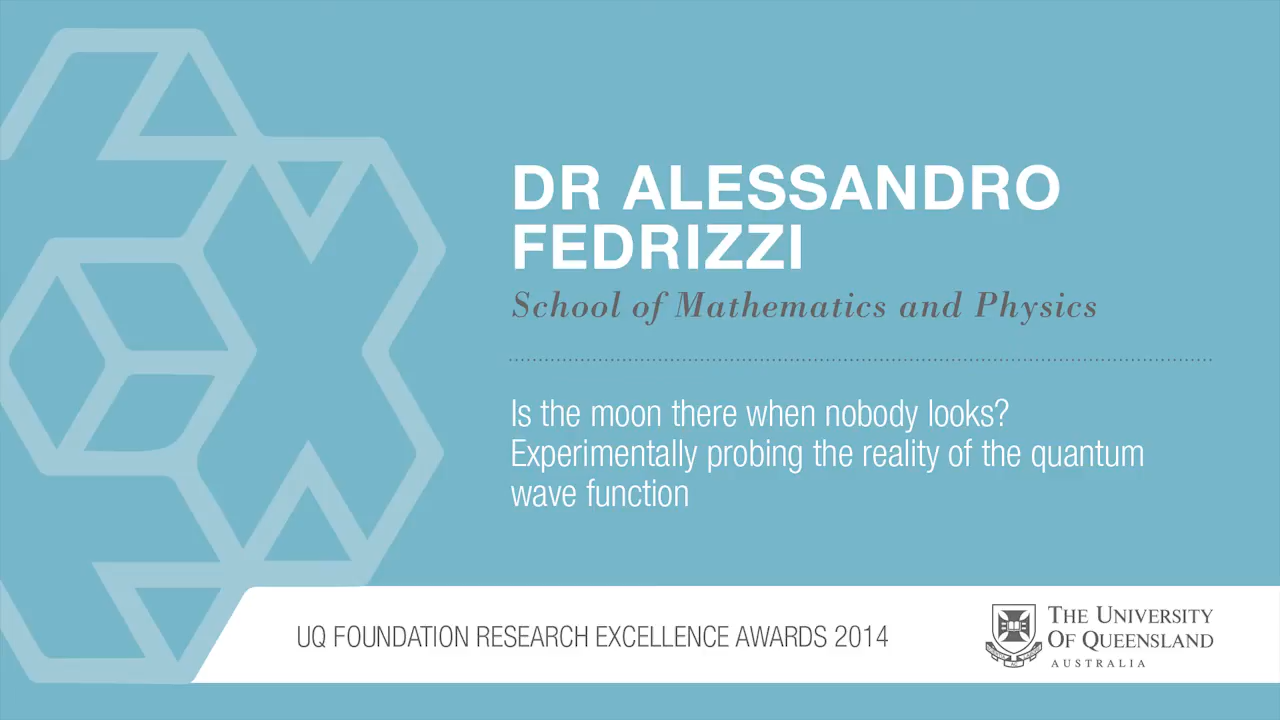 DR ALESSANDRO
FEDRIZZI
School of Mathematics and Physics
Is the moon there when nobody looks?
Experimentally probing the reality of the quantum
wave function
UQ FOUNDATION RESEARCH EXCELLENCE AWARDS 2014
THE UNIVERSITY
OF QUEENSLAND
AUSTRALIA